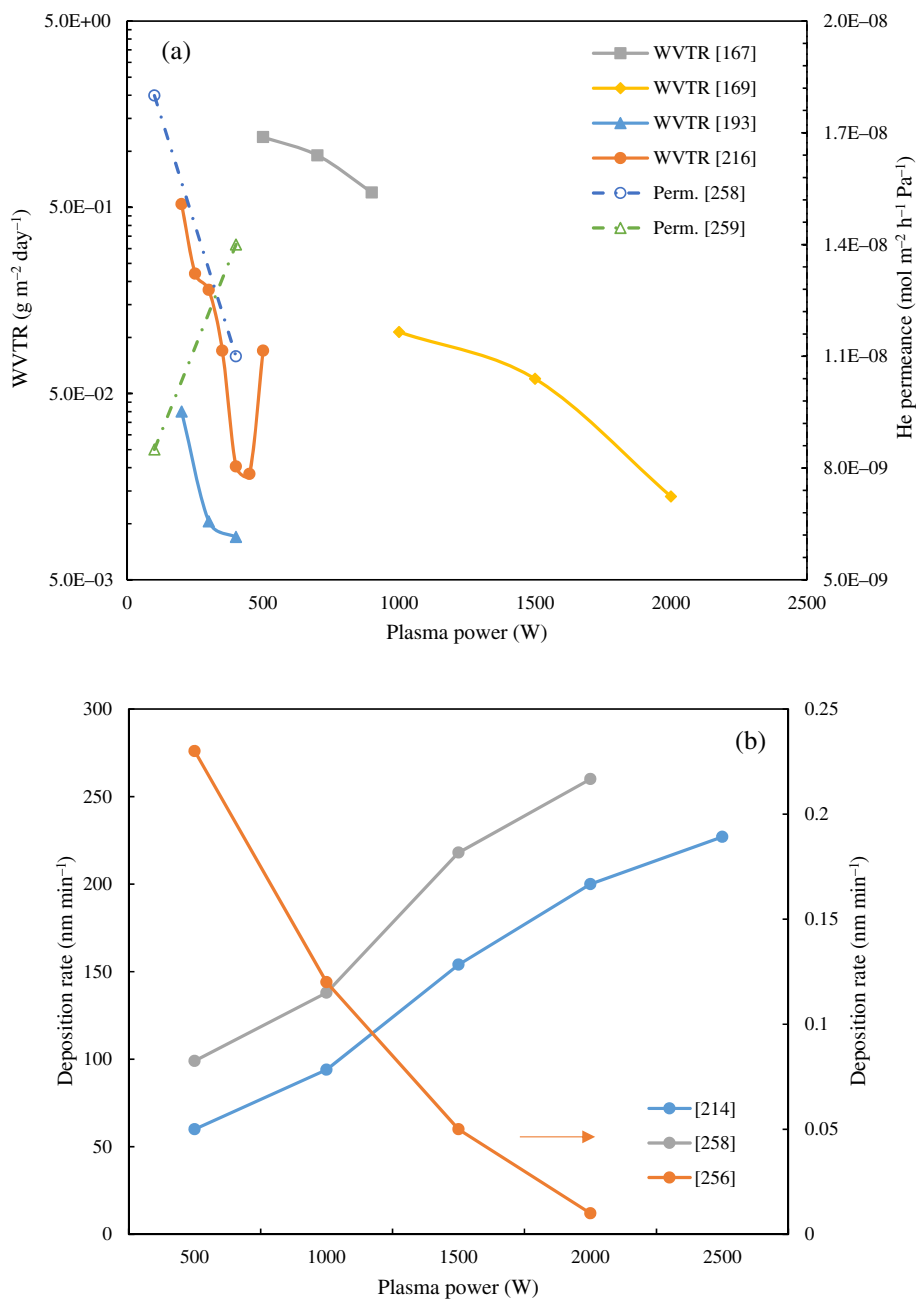 (a)
5.0E+00
5.0E–01
5.0E–02
5.0E–03
WVTR (g m⁻² day⁻¹)
WVTR [167]
WVTR [169]
WVTR [193]
WVTR [216]
Perm. [258]
Perm. [259]
2.0E–08
1.7E–08
1.4E–08
1.1E–08
8.0E–09
5.0E–09
He permeance (mol m⁻² h⁻¹ Pa⁻¹)
0 500 1000 1500 2000 2500
Plasma power (W)
(b)
300
250
200
150
100
50
0
Deposition rate (nm min⁻¹)
[214]
[258]
[256]
0.25
0.2
0.15
0.1
0.05
0
Deposition rate (nm min⁻¹)
500 1000 1500 2000 2500
Plasma power (W)